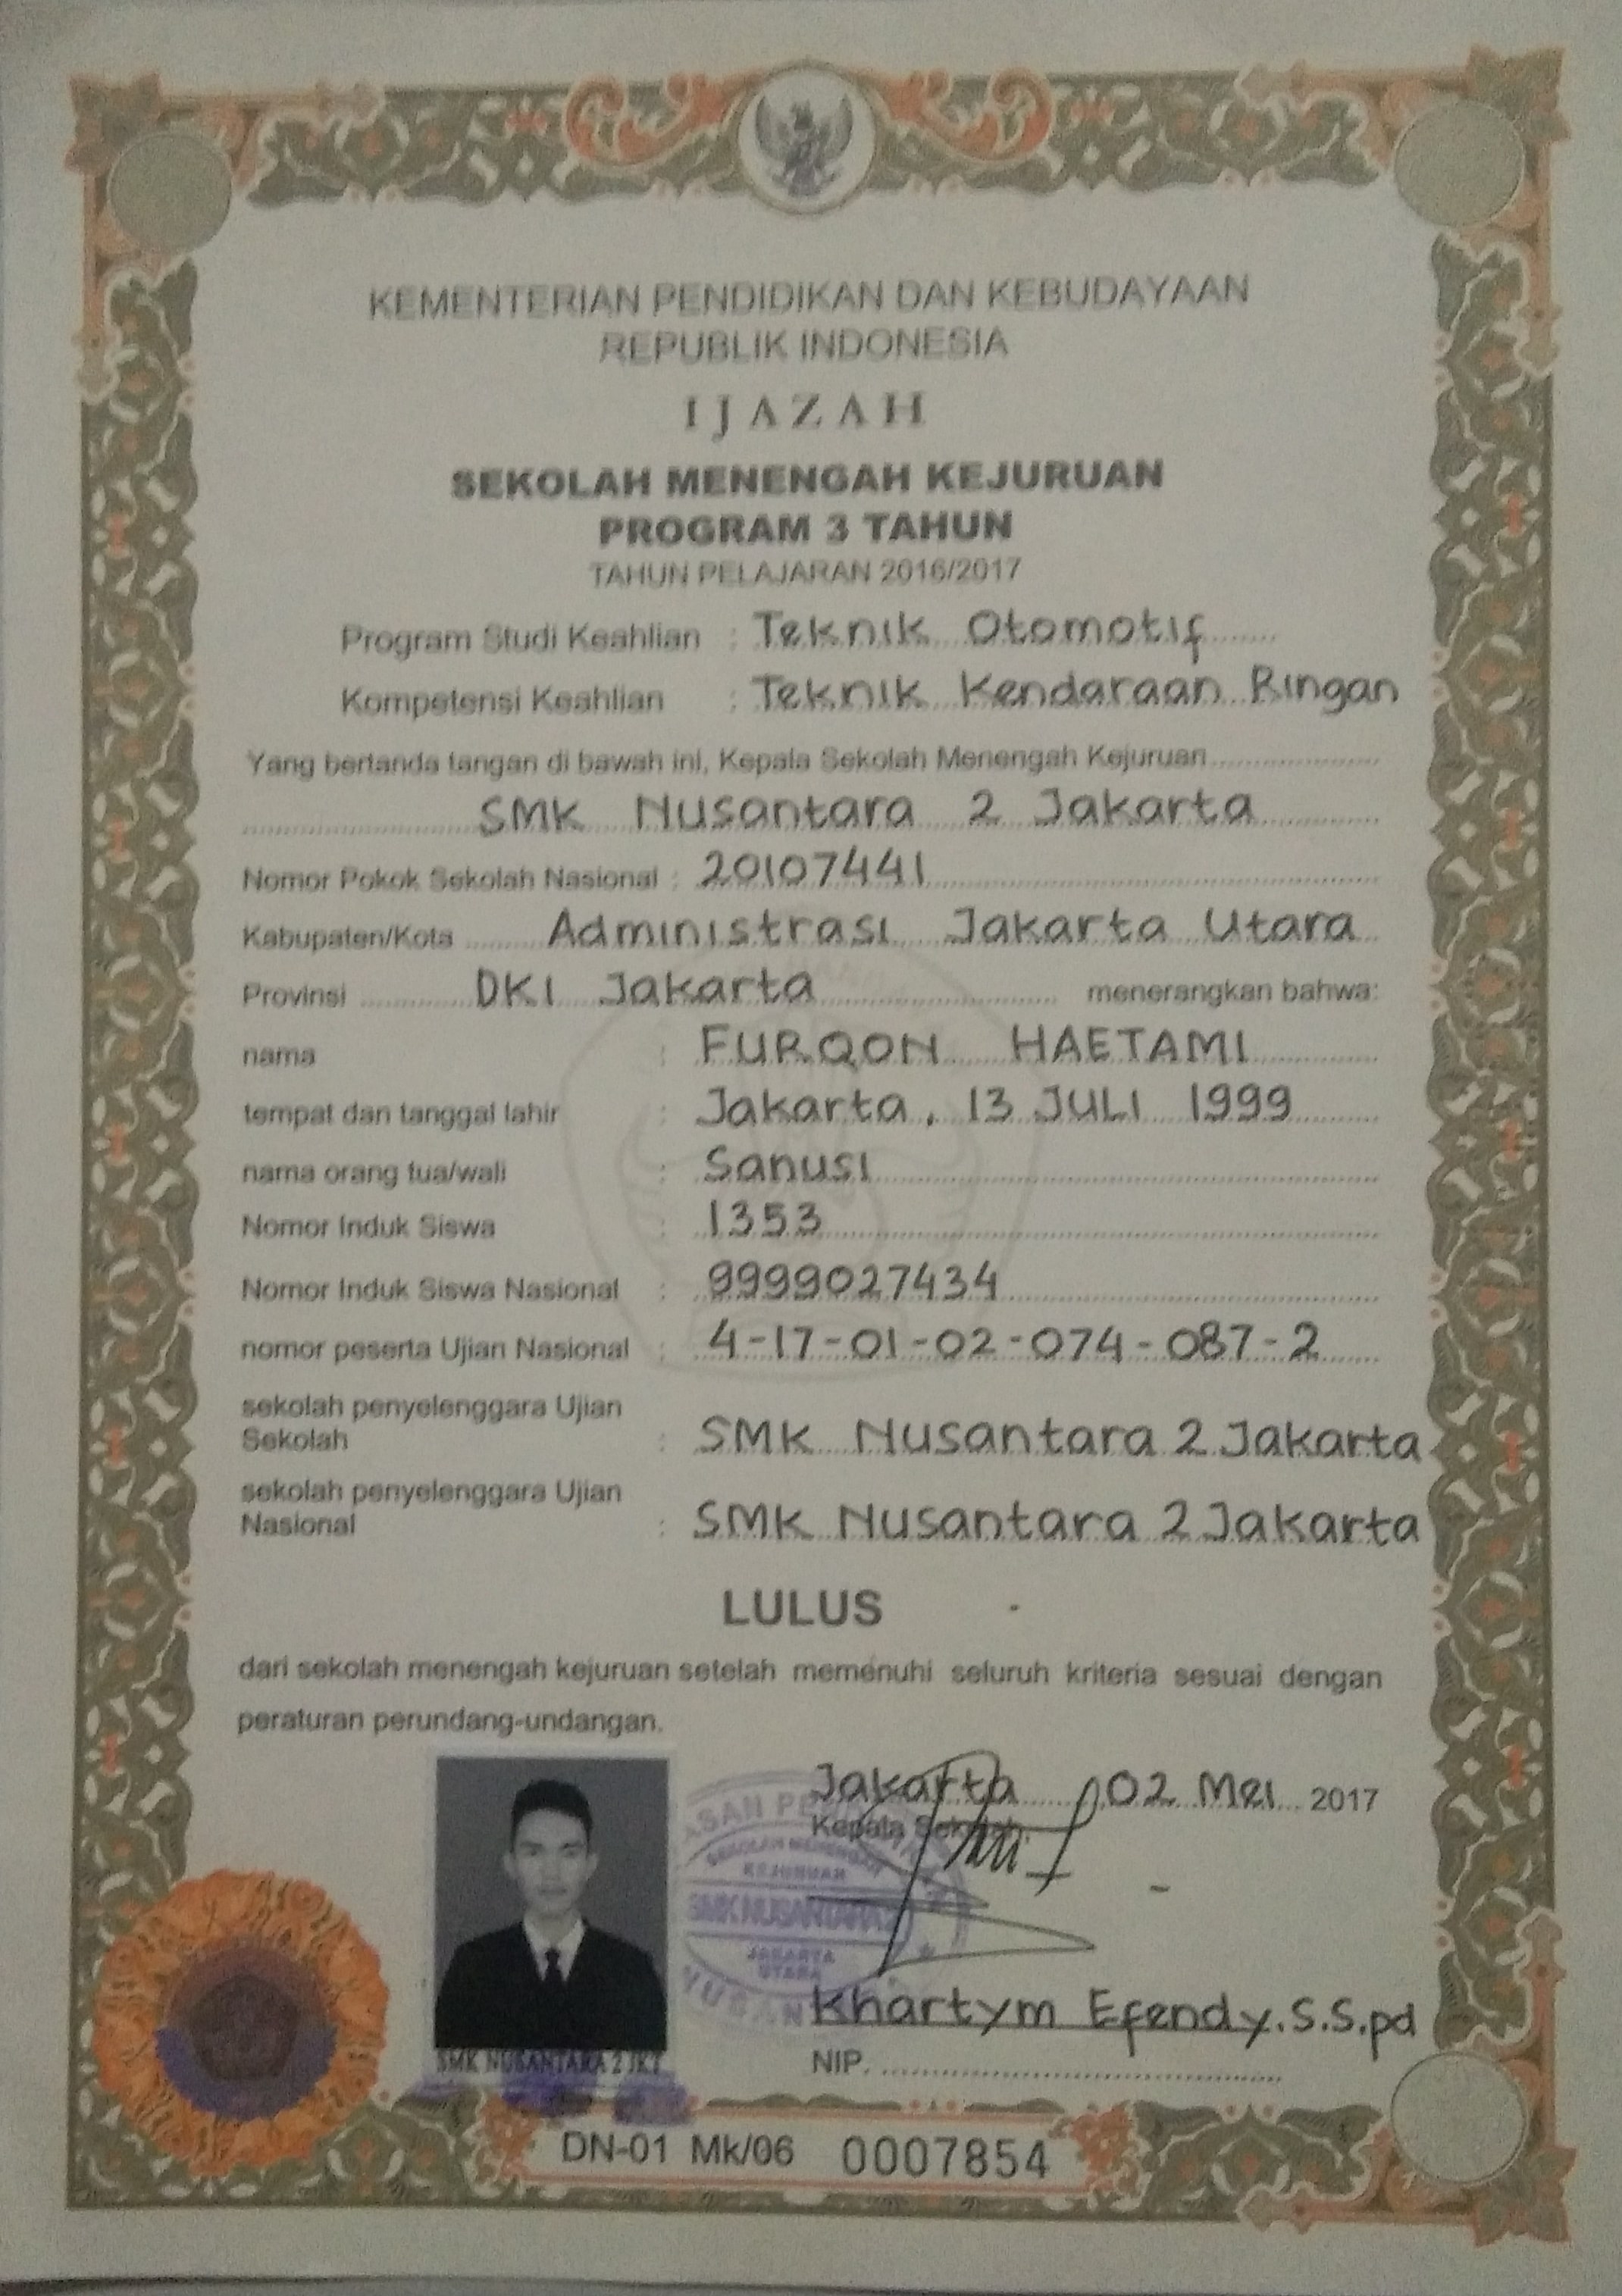 KEMENTERIAN PENDIDIKAN DAN KEBUDAYAAN
REPUBLIK INDONESIA
IJAZAH
SEKOLAH MENENGAH KEJURUAN
PROGRAM 3 TAHUN
TAHUN PELAJARAN 2016/2017
Program Studi Keahlian : Teknik Otomotif
Kompetensi Keahlian : Teknik Kendaraan Ringan
Yang bertanda tangan di bawah ini, Kepala Sekolah Menengah Kejuruan
SMK Nusantara 2 Jakarta
Nomor Pokok Sekolah Nasional : 20107441
Kabupaten/Kota Administrasi Jakarta Utara
Provinsi DKI Jakarta menerangkan bahwa:
nama : FURQON HAETAMI
tempat dan tanggal lahir : Jakarta, 13 JULI 1999
nama orang tua/wali : Sanusi
Nomor Induk Siswa : 1353
Nomor Induk Siswa Nasional : 9999027434
nomor peserta Ujian Nasional : 4-17-01-02-074-087-2
sekolah penyelenggara Ujian
Sekolah : SMK Nusantara 2 Jakarta
sekolah penyelenggara Ujian
Nasional : SMK Nusantara 2 Jakarta
LULUS
dari sekolah menengah kejuruan setelah memenuhi seluruh kriteria sesuai dengan
peraturan perundang-undangan.
Jakarta, 02 Mei 2017
Kepala Sekolah,
SEKOLAH MENENGAH
KEJURUAN
SMK NUSANTARA 2
JAKARTA
UTARA
Khartym Efendy.S.S.pd
NIP.
SMK NUSANTARA 2 JKT
DN-01 Mk/06 0007854